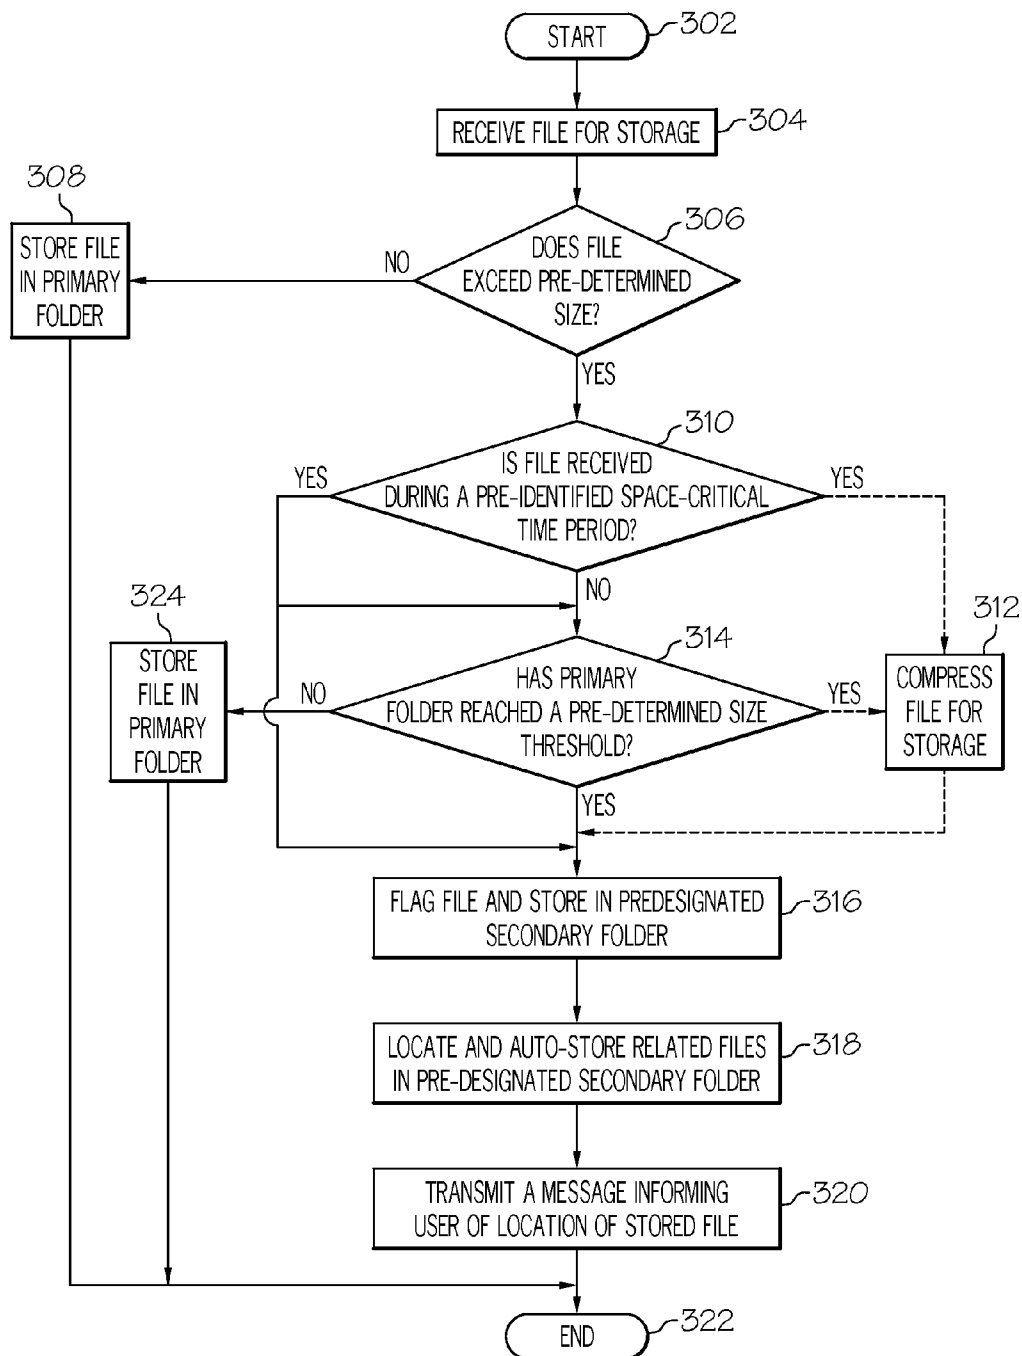 START
302
RECEIVE FILE FOR STORAGE
304
308
306
STORE FILE
IN PRIMARY
FOLDER
NO
DOES FILE
EXCEED PRE-DETERMINED
SIZE?
YES
310
YES
IS FILE RECEIVED
DURING A PRE-IDENTIFIED SPACE-CRITICAL
TIME PERIOD?
YES
NO
324
314
312
STORE
FILE IN
PRIMARY
FOLDER
NO
HAS PRIMARY
FOLDER REACHED A PRE-DETERMINED SIZE
THRESHOLD?
YES
COMPRESS
FILE FOR
STORAGE
YES
FLAG FILE AND STORE IN PREDESIGNATED
SECONDARY FOLDER
316
LOCATE AND AUTO-STORE RELATED FILES
IN PRE-DESIGNATED SECONDARY FOLDER
318
TRANSMIT A MESSAGE INFORMING
USER OF LOCATION OF STORED FILE
320
END
322